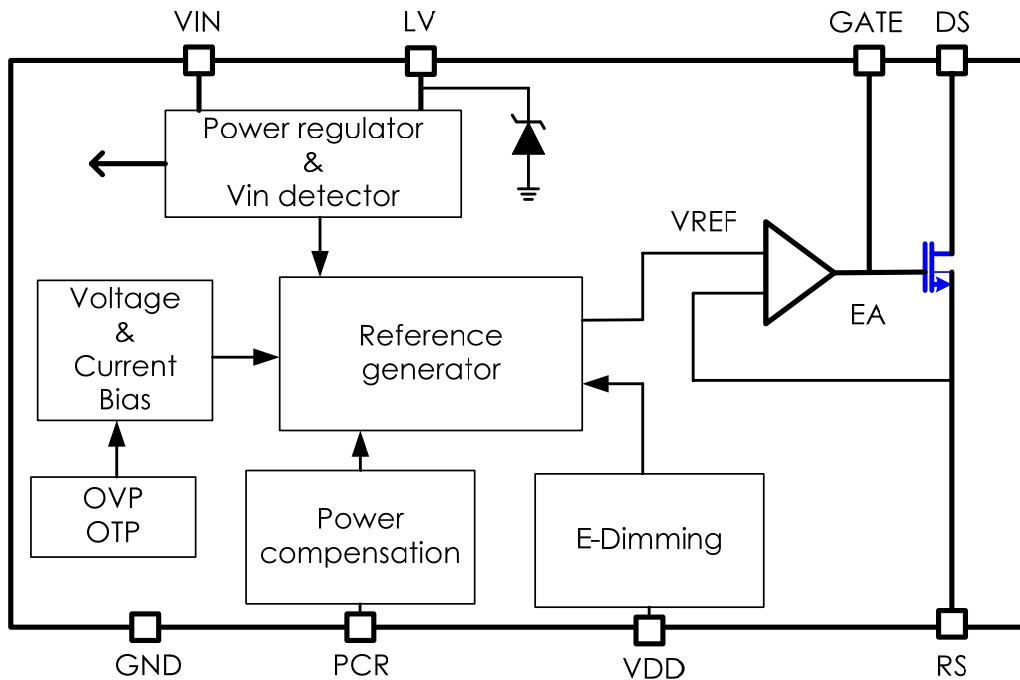 VIN
LV
GATE
DS
Power regulator
&
Vin detector
VREF
EA
Voltage
&
Current
Bias
Reference
generator
OVP
OTP
Power
compensation
E-Dimming
GND
PCR
VDD
RS